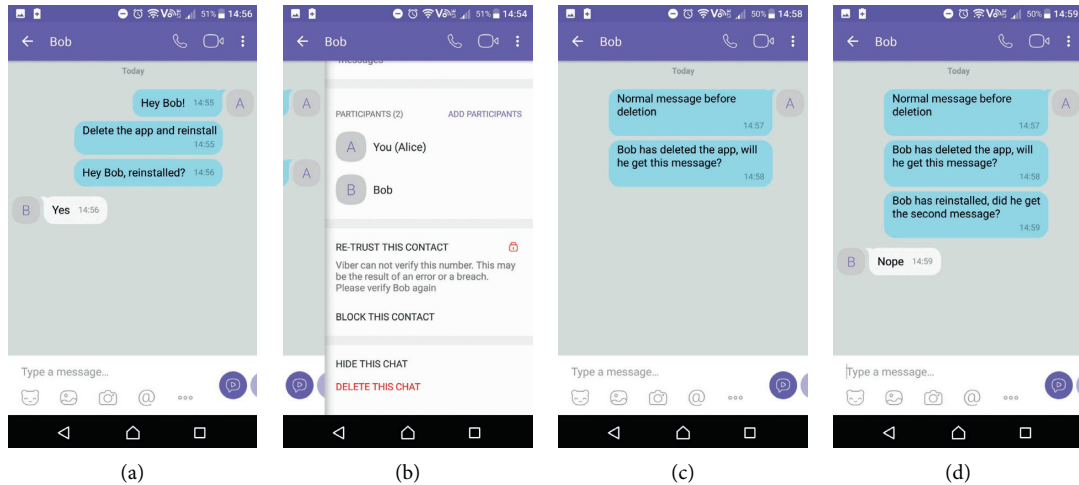 51% 14:56
Bob
Today
Hey Bob! 14:55
A
Delete the app and reinstall
14:55
Hey Bob, reinstalled? 14:56
B
Yes 14:56
Type a message...
(a)
51% 14:54
Bob
messages
A
PARTICIPANTS (2) ADD PARTICIPANTS
A You (Alice)
A
B Bob
RE-TRUST THIS CONTACT
Viber can not verify this number. This may
be the result of an error or a breach.
Please verify Bob again
BLOCK THIS CONTACT
HIDE THIS CHAT
DELETE THIS CHAT
(b)
50% 14:58
Bob
Today
Normal message before
deletion
14:57
A
Bob has deleted the app, will
he get this message?
14:58
Type a message...
(c)
50% 14:59
Bob
Today
Normal message before
deletion
14:57
A
Bob has deleted the app, will
he get this message?
14:58
Bob has reinstalled, did he get
the second message?
14:59
B
Nope 14:59
Type a message...
(d)